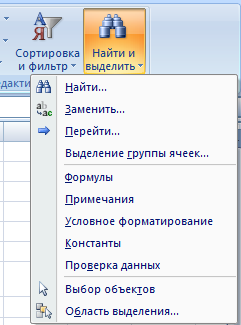 Сортировка
и фильтр
Найти и
выделить
едакти
Найти...
Заменить...
Перейти...
Выделение группы ячеек...
Формулы
Примечания
Условное форматирование
Константы
Проверка данных
Выбор объектов
Область выделения...